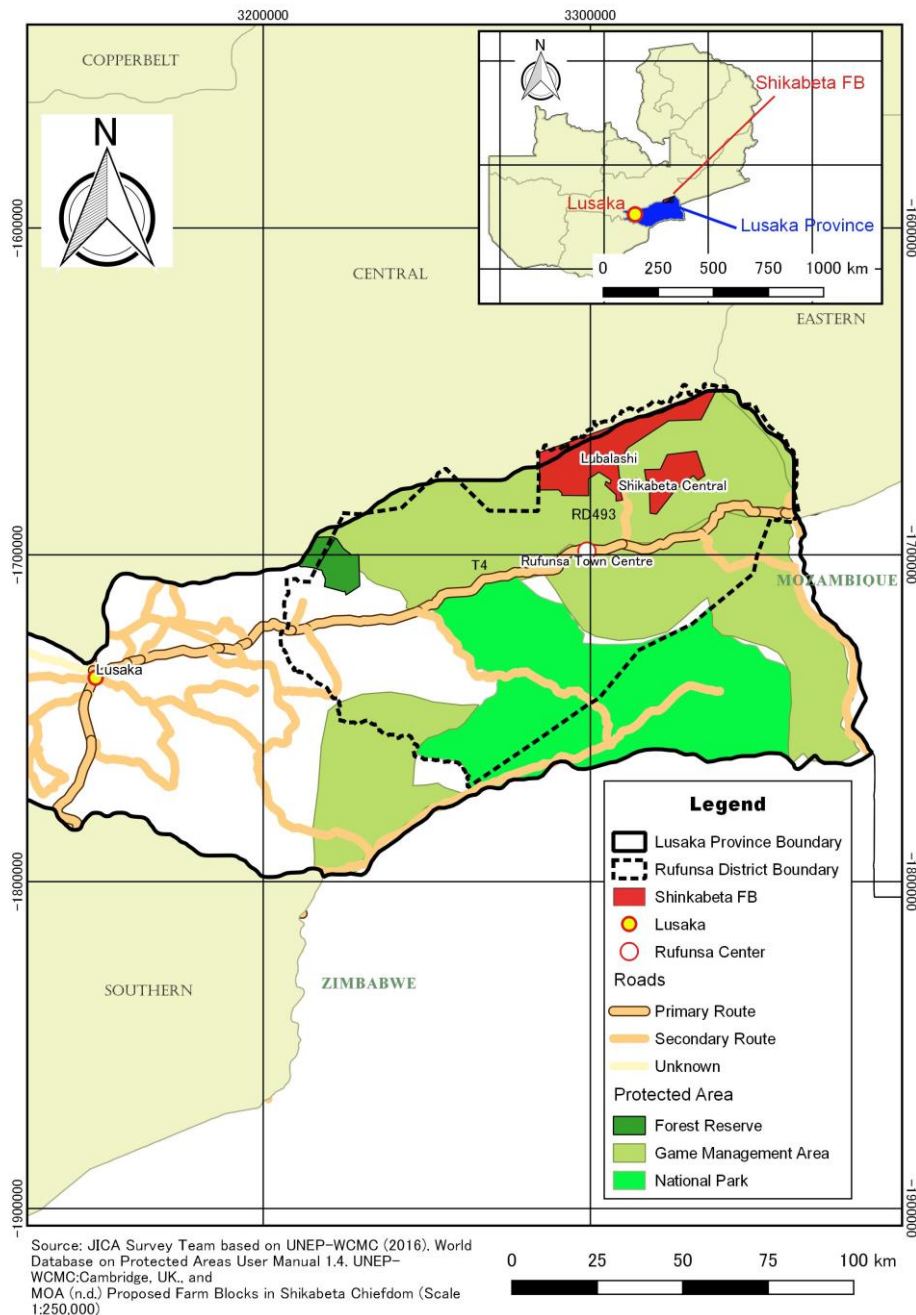 3200000
3300000
COPPERBELT
N
N
Shikabeta FB
Lusaka
Lusaka Province
0 250 500 750 1000 km
-1600000
-1600000
CENTRAL
EASTERN
Lubalashi
Shikabeta Central
RD493
-1700000
-1700000
Rufunsa Town Centre
T4
MOZAMBIQUE
Lusaka
Legend
Lusaka Province Boundary
Rufunsa District Boundary
Shinkabeta FB
Lusaka
Rufunsa Center
Roads
Primary Route
Secondary Route
Unknown
Protected Area
Forest Reserve
Game Management Area
National Park
-1800000
-1800000
ZIMBABWE
SOUTHERN
-1900000
-1900000
Source: JICA Survey Team based on UNEP-WCMC (2016). World
Database on Protected Areas User Manual 1.4. UNEP-
WCMC:Cambridge, UK., and
MOA (n.d.) Proposed Farm Blocks in Shikabeta Chiefdom (Scale
1:250,000)
0 25 50 75 100 km